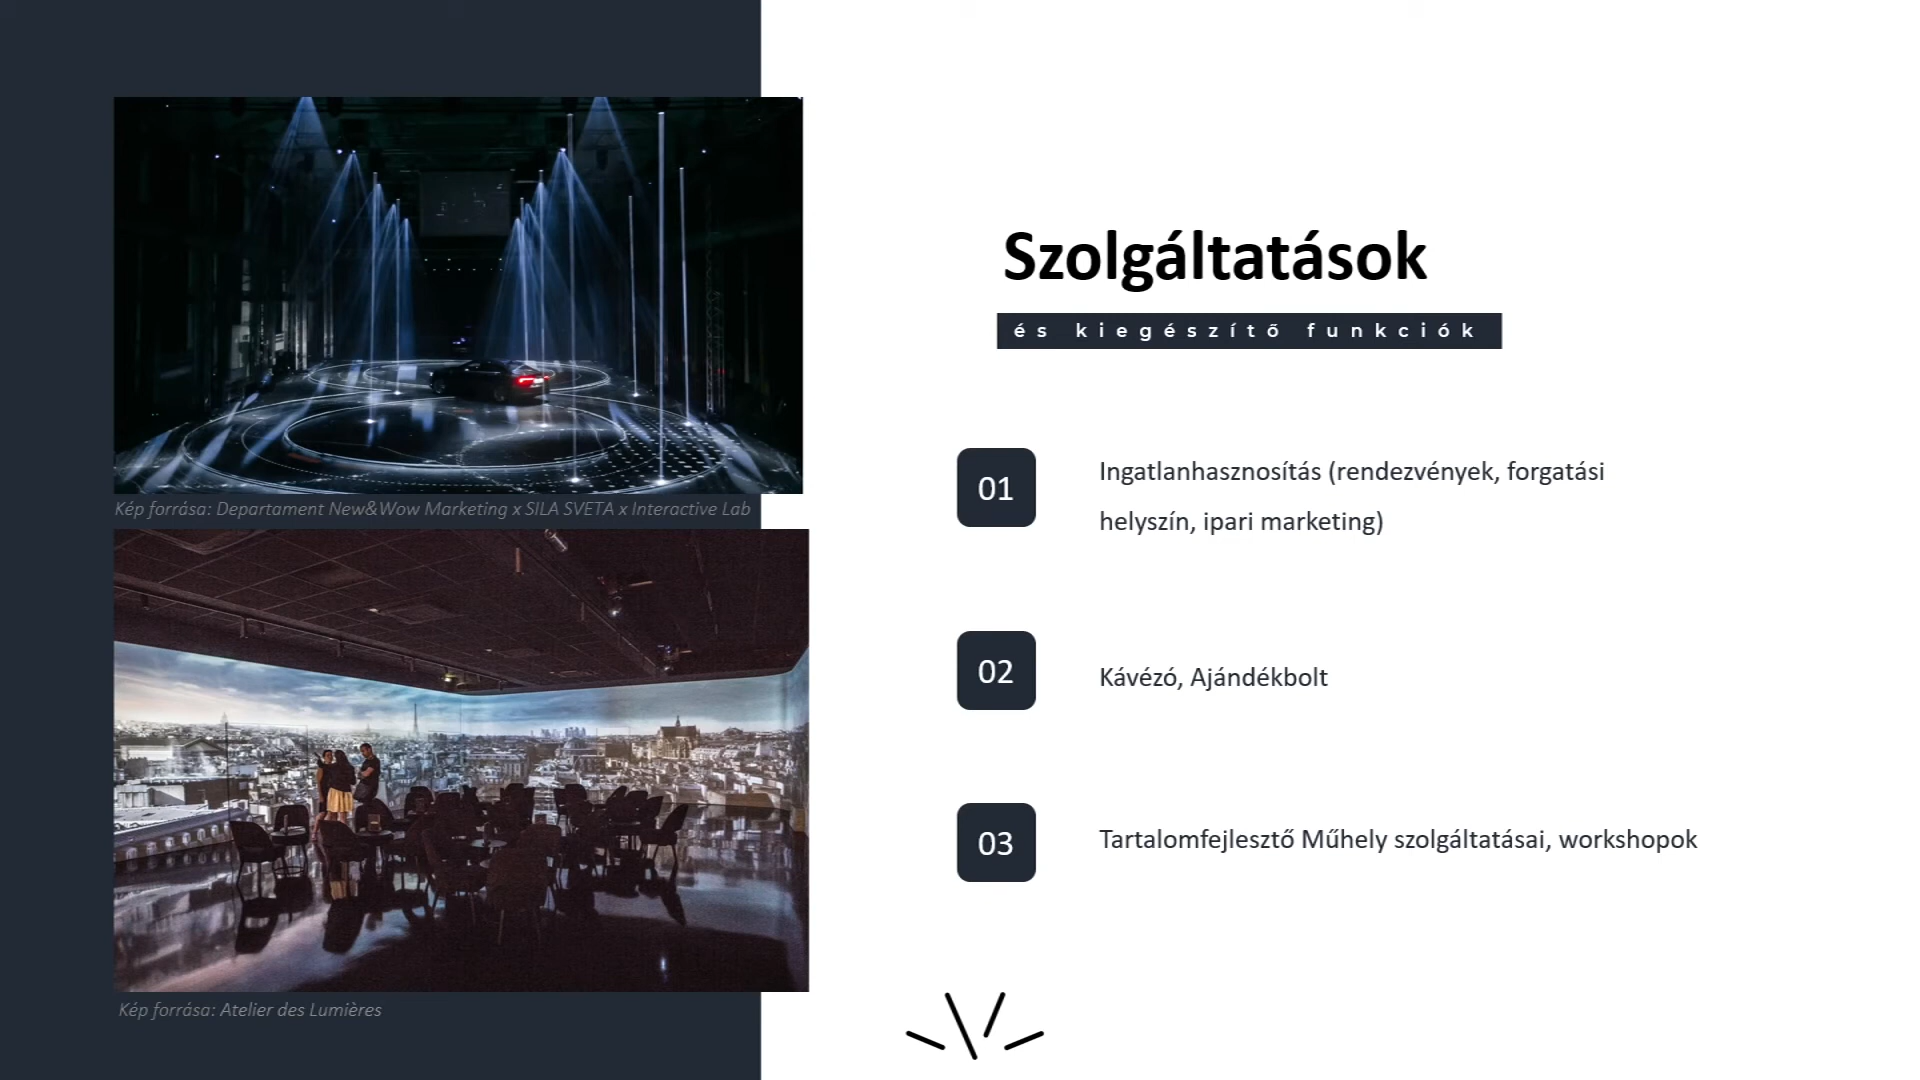 Kép forrása: Departament New&Wow Marketing x SILA SVETA x Interactive Lab
Kép forrása: Atelier des Lumières
Szolgáltatások
és kiegészítő funkciók
01
Ingatlanhasznosítás (rendezvények, forgatási
helyszín, ipari marketing)
02
Kávézó, Ajándékbolt
03
Tartalomfejlesztő Műhely szolgáltatásai, workshopok